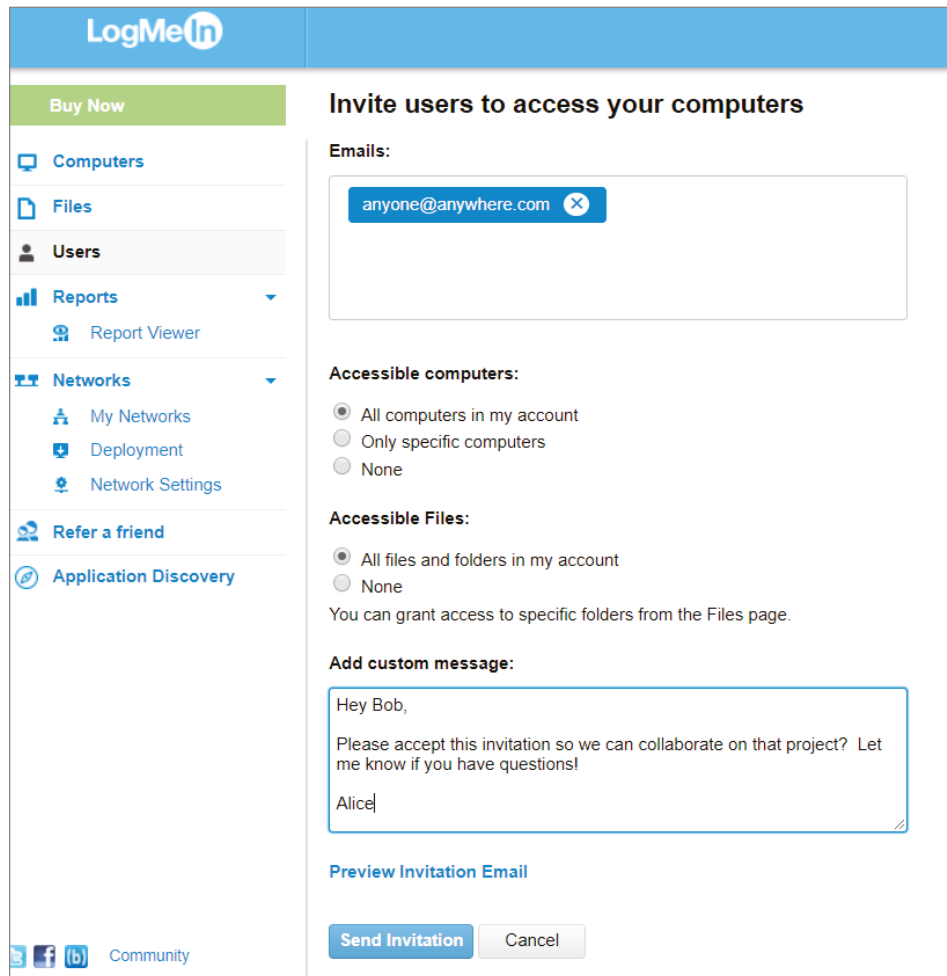 LogMeIn
Buy Now
Computers
Files
Users
Reports
Report Viewer
Networks
My Networks
Deployment
Network Settings
Refer a friend
Application Discovery
Community
Invite users to access your computers
Emails:
anyone@anywhere.com
Accessible computers:
All computers in my account
Only specific computers
None
Accessible Files:
All files and folders in my account
None
You can grant access to specific folders from the Files page.
Add custom message:
Hey Bob,
Please accept this invitation so we can collaborate on that project?  Let
me know if you have questions!
Alice
Preview Invitation Email
Send Invitation
Cancel